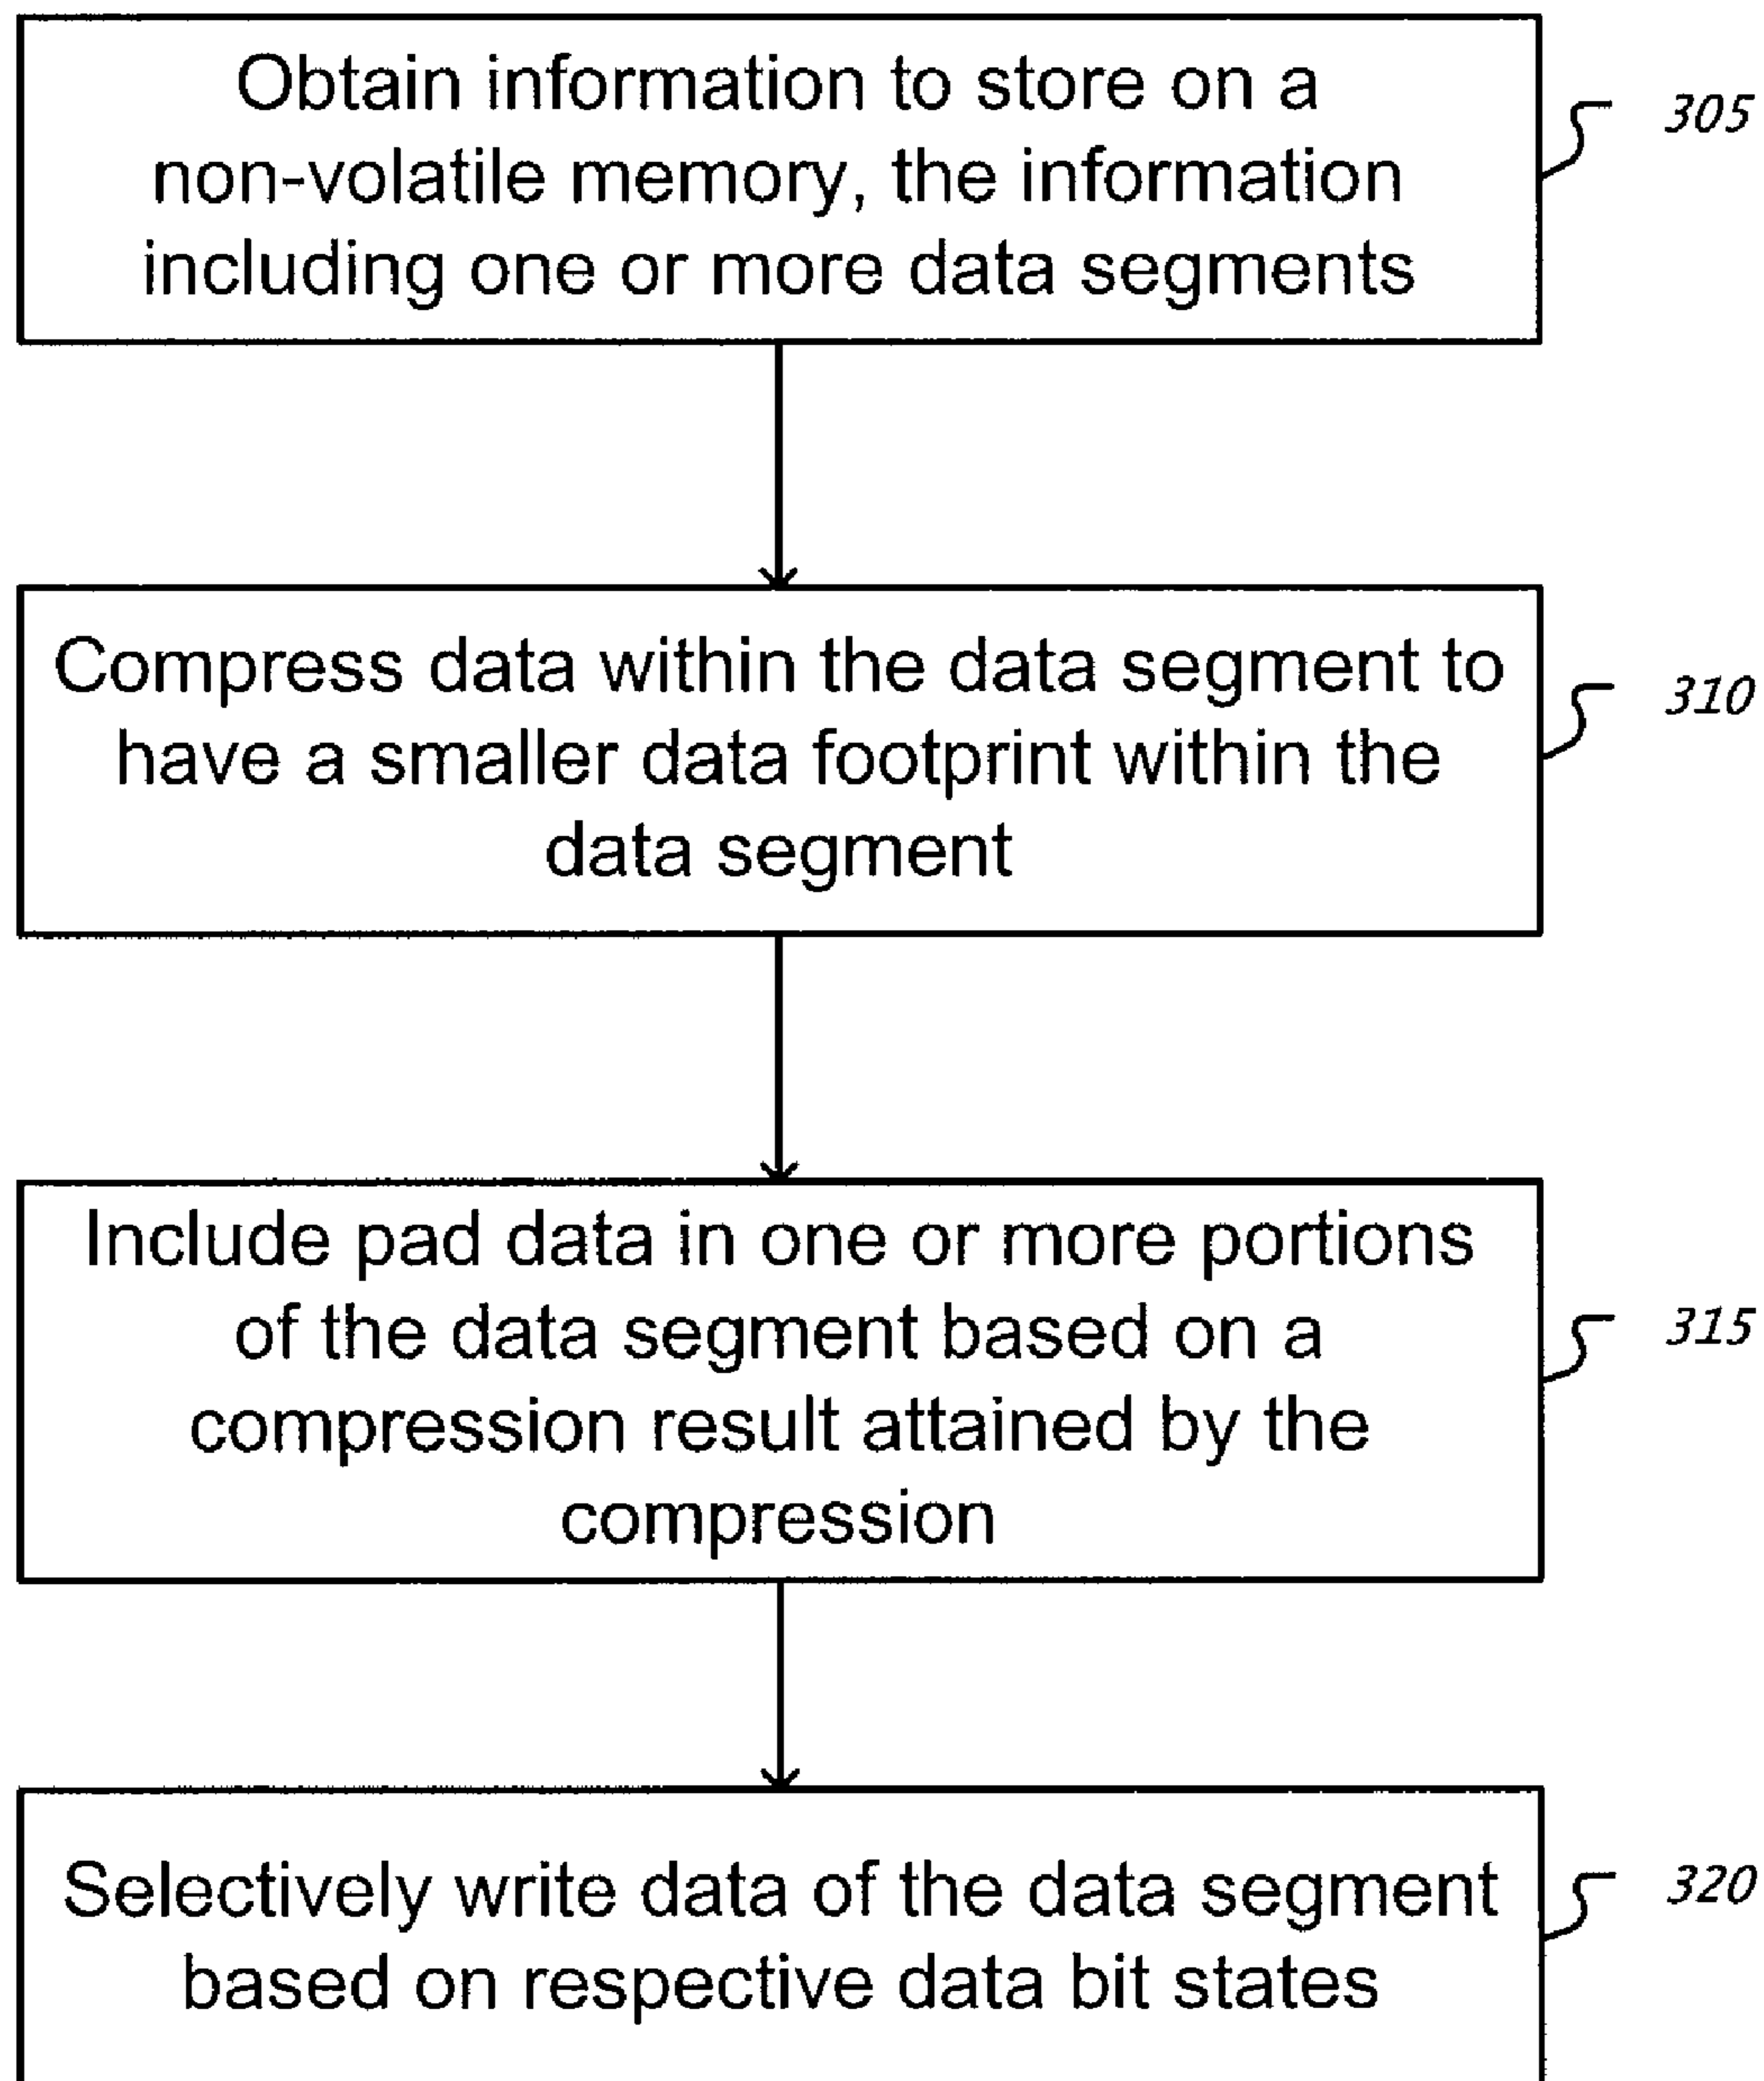 Obtain information to store on a
non-volatile memory, the information
including one or more data segments
305
Compress data within the data segment to
have a smaller data footprint within the
data segment
310
Include pad data in one or more portions
of the data segment based on a
compression result attained by the
compression
315
Selectively write data of the data segment
based on respective data bit states
320